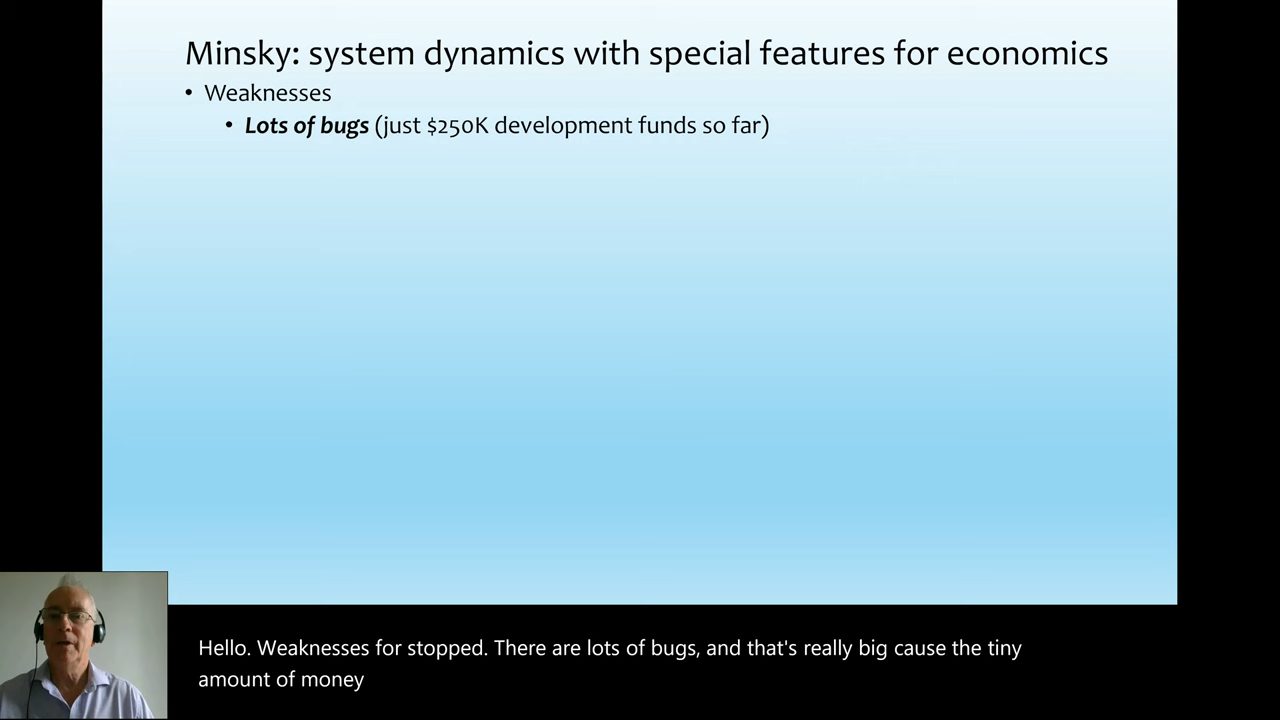 Minsky: system dynamics with special features for economics
• Weaknesses
• Lots of bugs (just $250K development funds so far)
Hello. Weaknesses for stopped. There are lots of bugs, and that's really big cause the tiny
amount of money